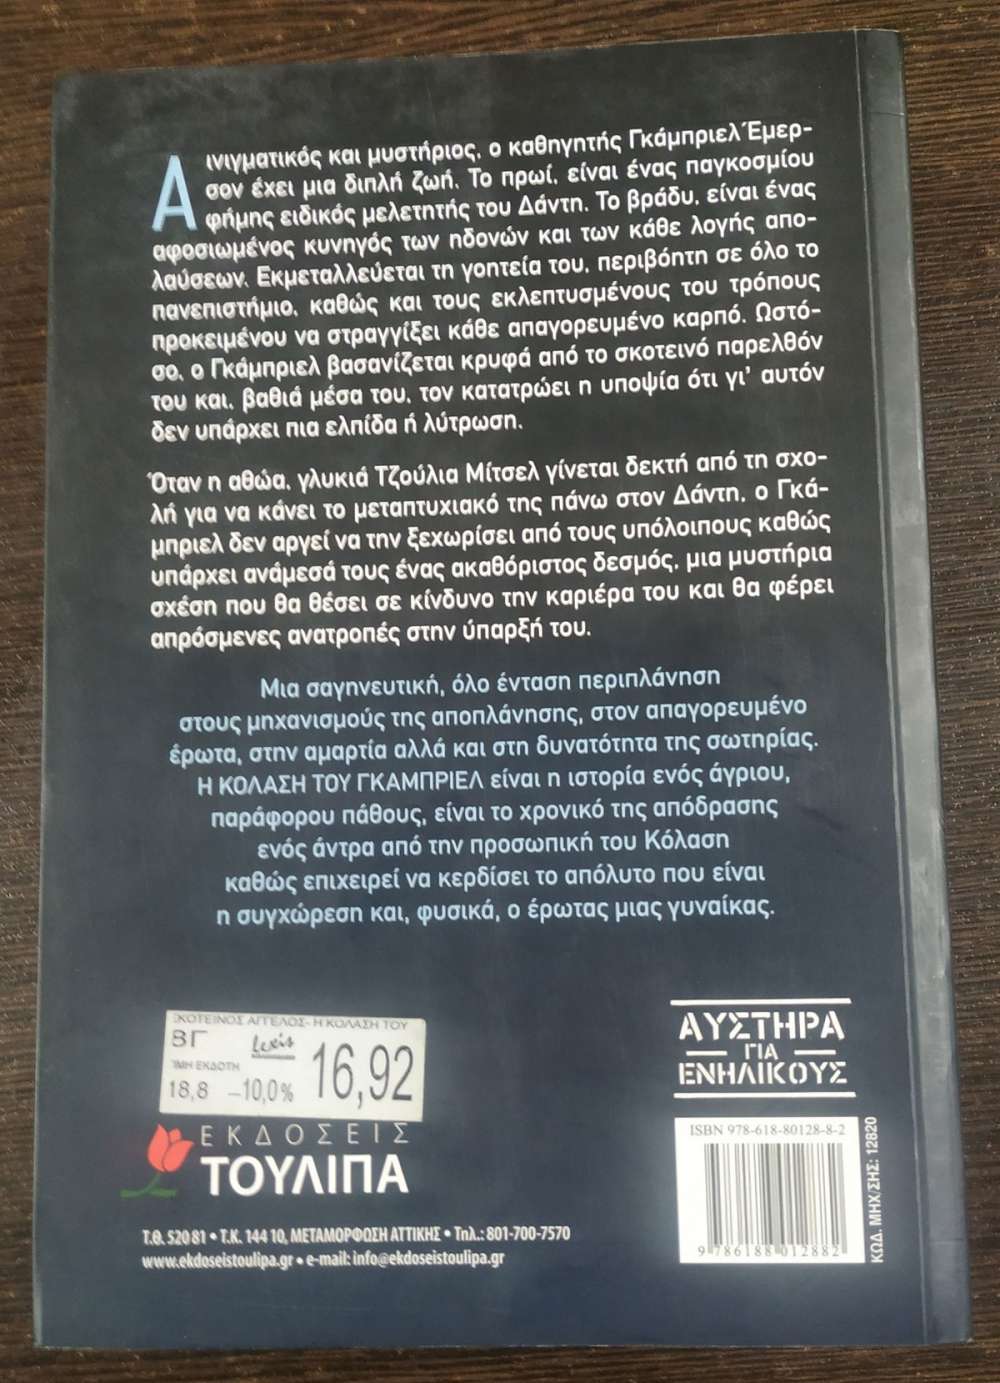 Αινιγματικός και μυστήριος, ο καθηγητής Γκάμπριελ Έμερ-
σον έχει μια διπλή ζωή. Το πρωί, είναι ένας παγκοσμίου
φήμης ειδικός μελετητής του Δάντη. Το βράδυ, είναι ένας
αφοσιωμένος κυνηγός των ηδονών και των κάθε λογής απο-
λαύσεων. Εκμεταλλεύεται τη γοητεία του, περιβόητη σε όλο το
πανεπιστήμιο, καθώς και τους εκλεπτυσμένους του τρόπους
προκειμένου να στραγγίξει κάθε απαγορευμένο καρπό. Ωστό-
σο, ο Γκάμπριελ βασανίζεται κρυφά από το σκοτεινό παρελθόν
του και, βαθιά μέσα του, τον κατατρώει η υποψία ότι γι' αυτόν
δεν υπάρχει πια ελπίδα ή λύτρωση.
Όταν η αθώα, γλυκιά Τζούλια Μίτσελ γίνεται δεκτή από τη σχο-
λή για να κάνει το μεταπτυχιακό της πάνω στον Δάντη, ο Γκά-
μπριελ δεν αργεί να την ξεχωρίσει από τους υπόλοιπους καθώς
υπάρχει ανάμεσά τους ένας ακαθόριστος δεσμός, μια μυστήρια
σχέση που θα θέσει σε κίνδυνο την καριέρα του και θα φέρει
απρόσμενες ανατροπές στην ύπαρξή του.
Μια σαγηνευτική, όλο ένταση περιπλάνηση
στους μηχανισμούς της αποπλάνησης, στον απαγορευμένο
έρωτα, στην αμαρτία αλλά και στη δυνατότητα της σωτηρίας.
Η ΚΟΛΑΣΗ ΤΟΥ ΓΚΑΜΠΡΙΕΛ είναι η ιστορία ενός άγριου,
παράφορου πάθους, είναι το χρονικό της απόδρασης
ενός άντρα από την προσωπική του Κόλαση
καθώς επιχειρεί να κερδίσει το απόλυτο που είναι
η συγχώρεση και, φυσικά, ο έρωτας μιας γυναίκας.
ΣΚΟΤΕΙΝΟΣ ΑΓΓΕΛΟΣ- Η ΚΟΛΑΣΗ ΤΟΥ
ΒΓ
ΤΙΜΗ ΕΚΔΟΤΗ
18,8 -10,0% 16,92
ΕΚΔΟΣΕΙΣ
ΤΟΥΛΙΠΑ
Τ.Θ. 520 81 • Τ.Κ. 144 10, ΜΕΤΑΜΟΡΦΩΣΗ ΑΤΤΙΚΗΣ • Τηλ.: 801-700-7570
www.ekdoseistoulipa.gr • e-mail: info@ekdoseistoulipa.gr
ΑΥΣΤΗΡΑ
ΓΙΑ
ΕΝΗΛΙΚΟΥΣ
ISBN 978-618-80128-8-2
9 786188 012882
ΚΩΔ. ΜΗΧ/ΣΗΣ: 12820